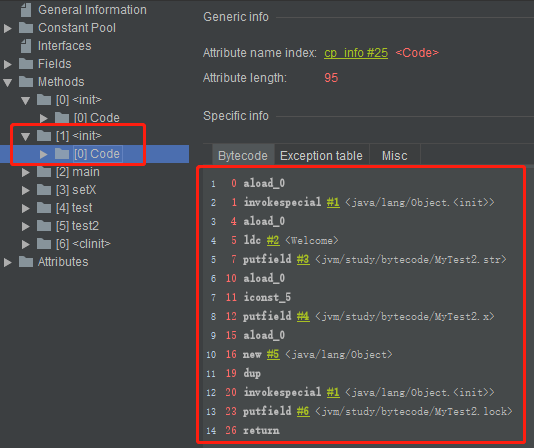 General Information
Constant Pool
Interfaces
Fields
Methods
[0] <init>
[0] Code
[1] <init>
[0] Code
[2] main
[3] setX
[4] test
[5] test2
[6] <clinit>
Attributes
Generic info
Attribute name index: cp_info #25 <Code>
Attribute length: 95
Specific info
Bytecode Exception table Misc
1 0 aload_0
2 1 invokespecial #1 <java/lang/Object.<init>>
3 4 aload_0
4 5 ldc #2 <Welcome>
5 7 putfield #3 <jvm/study/bytecode/MyTest2.str>
6 10 aload_0
7 11 iconst_5
8 12 putfield #4 <jvm/study/bytecode/MyTest2.x>
9 15 aload_0
10 16 new #5 <java/lang/Object>
11 19 dup
12 20 invokespecial #1 <java/lang/Object.<init>>
13 23 putfield #6 <jvm/study/bytecode/MyTest2.lock>
14 26 return